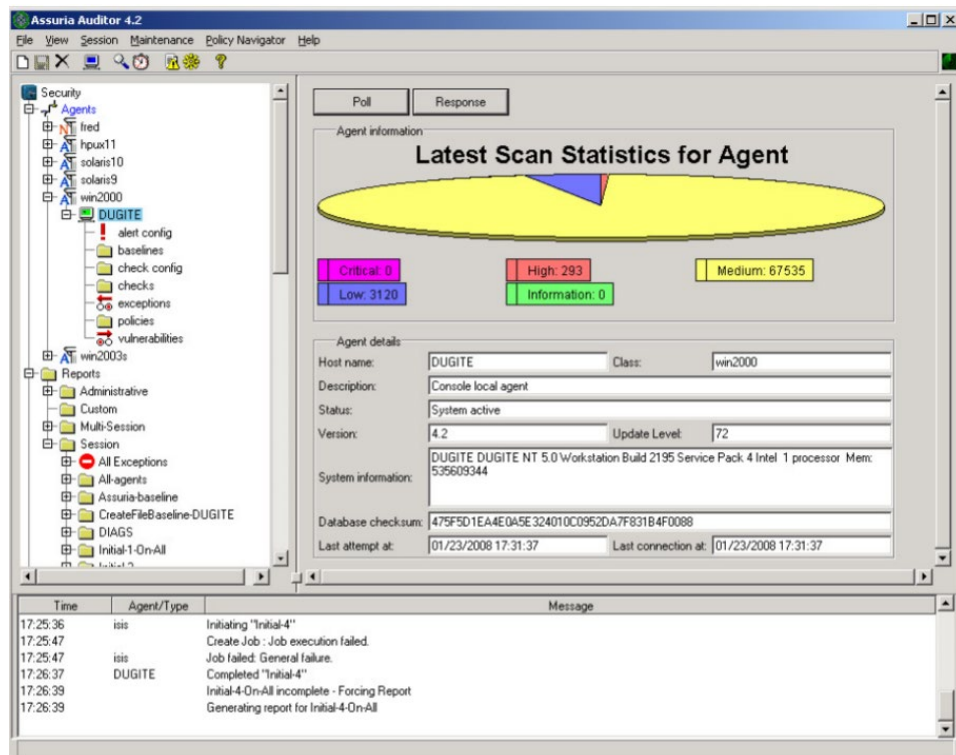 Assuria Auditor 4.2
File View Session Maintenance Policy Navigator Help
Security
Agents
fred
hpux11
solaris10
solaris9
win2000
DUGITE
alert config
baselines
check config
checks
exceptions
policies
vulnerabilities
win2003s
Reports
Administrative
Custom
Multi-Session
Session
All Exceptions
All-agents
Assuria-baseline
CreateFileBaseline-DUGITE
DIAGS
Initial-1-On-All
Poll Response
Agent information
Latest Scan Statistics for Agent
Critical: 0 High: 293 Medium: 67535
Low: 3120 Information: 0
Agent details
Host name: DUGITE Class: win2000
Description: Console local agent
Status: System active
Version: 4.2 Update Level: 72
System information: DUGITE DUGITE NT 5.0 Workstation Build 2195 Service Pack 4 Intel 1 processor Mem:
535609344
Database checksum: 475F5D1EA4E0A5E324010C0952DA7F831B4F0088
Last attempt at: 01/23/2008 17:31:37 Last connection at: 01/23/2008 17:31:37
Time Agent/Type Message
17:25:36 isis Initiating "Initial-4"
17:25:47 Create Job : Job execution failed.
17:25:47 isis Job failed: General failure.
17:26:37 DUGITE Completed "Initial-4"
17:26:39 Initial-4-On-All incomplete - Forcing Report
17:26:39 Generating report for Initial-4-On-All